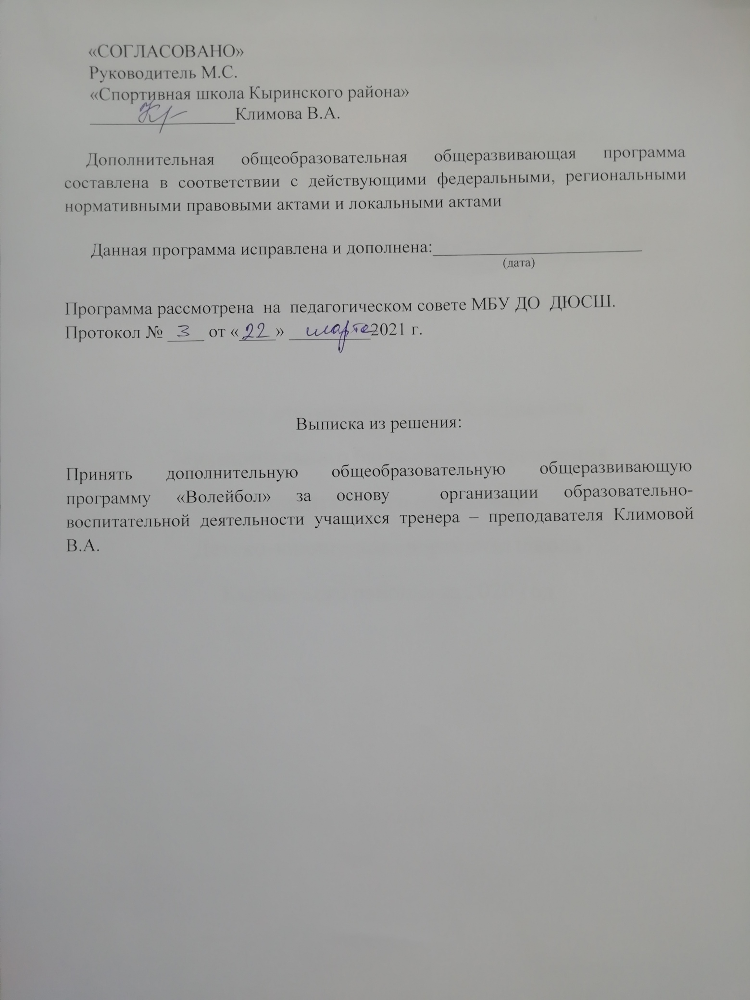 «СОГЛАСОВАНО»
Руководитель М.С.
«Спортивная школа Кыринского района»
________________Климова В.А.
Дополнительная общеобразовательная общеразвивающая программа
составлена в соответствии с действующими федеральными, региональными
нормативными правовыми актами и локальными актами
Данная программа исправлена и дополнена:_______________________
(дата)
Программа рассмотрена на педагогическом совете МБУ ДО ДЮСШ.
Протокол № 3 от «22» марта 2021 г.
Выписка из решения:
Принять дополнительную общеобразовательную общеразвивающую
программу «Волейбол» за основу организации образовательно-
воспитательной деятельности учащихся тренера – преподавателя Климовой
В.А.